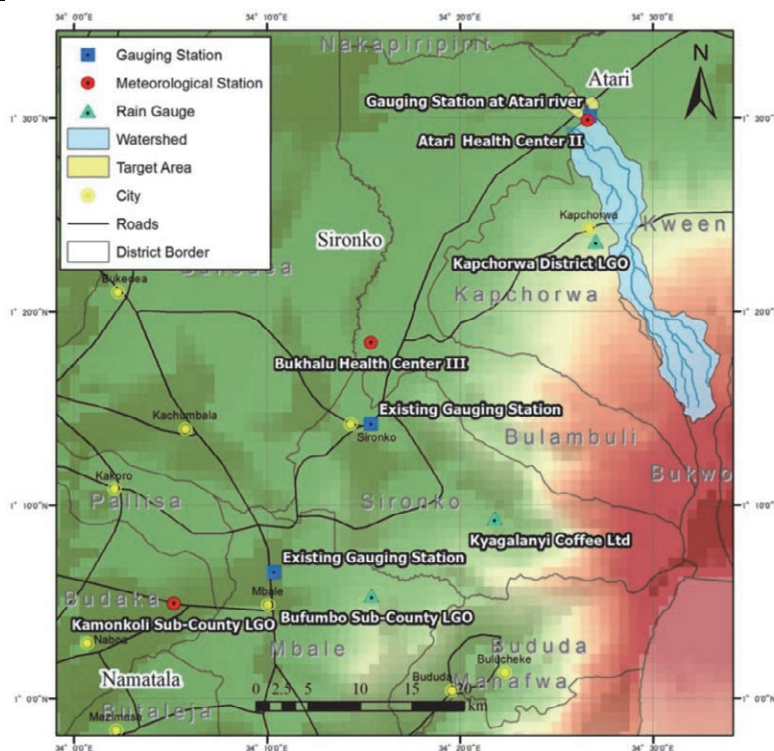 34°0'0"E
34°10'0"E
34°20'0"E
34°30'0"E
Gauging Station
Meteorological Station
Rain Gauge
Watershed
Target Area
City
Roads
District Border
Nakapiripirit
N
Atari
Gauging Station at Atari river
1°30'0"
1°30'0"
Atari Health Center II
Kapchorwa
Kween
Sironko
Kapchorwa District LGO
Bukedea
Bukedea
Kapchorwa
1°20'0"
1°20'0"
Bukhalu Health Center III
Existing Gauging Station
Kachumbala
Sironko
Bulambuli
Bukwo
Kakoro
Pallisa
Sironko
1°10'0"
1°10'0"
Kyagalanyi Coffee Ltd
Existing Gauging Station
Budaka
Mbale
Kamonkoli Sub-County LGO
Bufumbo Sub-County LGO
Naboa
Mbale
Bududa
Bulucheke
Namatala
Bududa
Manafwa
0 2.5 5 10 15 20
km
1°0'0"
1°0'0"
Butaleja
Mazimasa
34°0'0"E
34°10'0"E
34°20'0"E
34°30'0"E